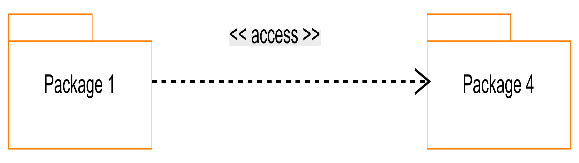 << access >>
Package 1
Package 4